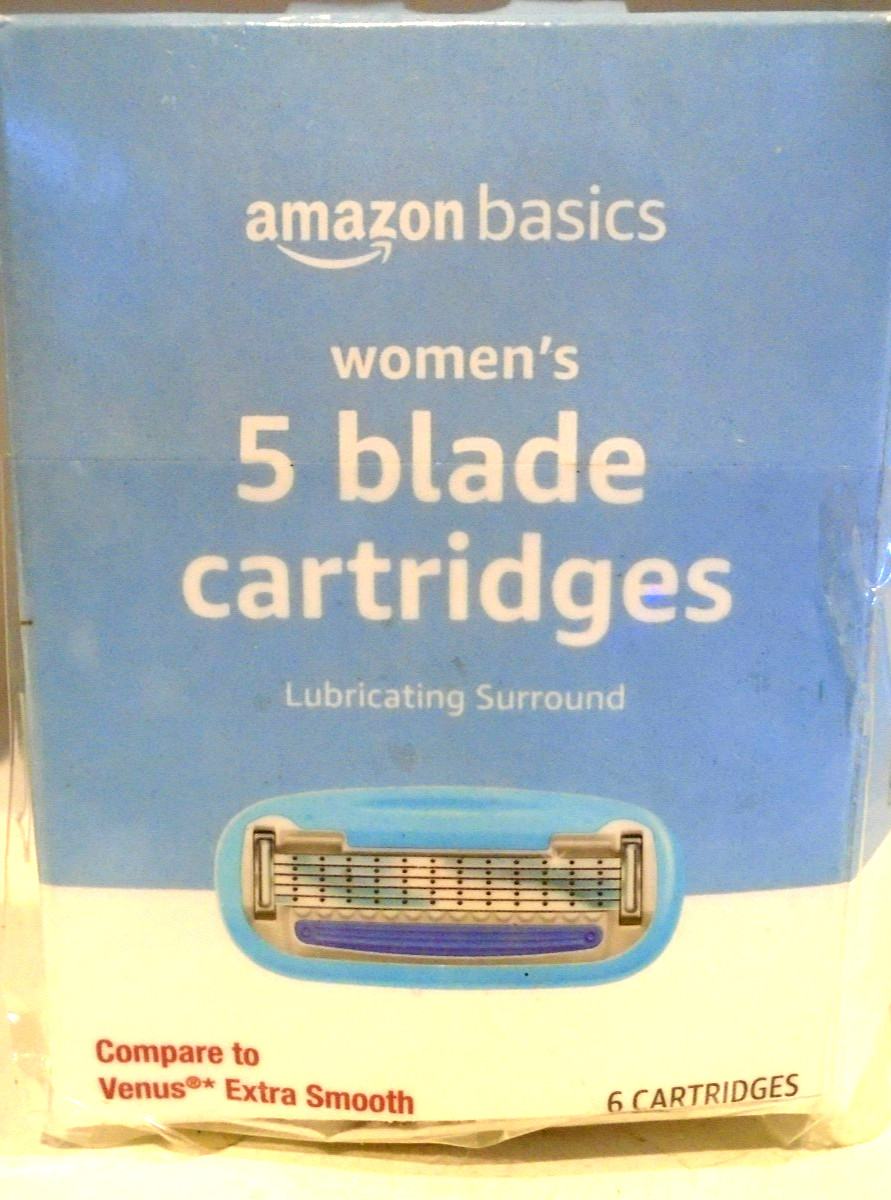 amazon basics
women's
5 blade
cartridges
Lubricating Surround
Compare to
Venus®* Extra Smooth
6 CARTRIDGES